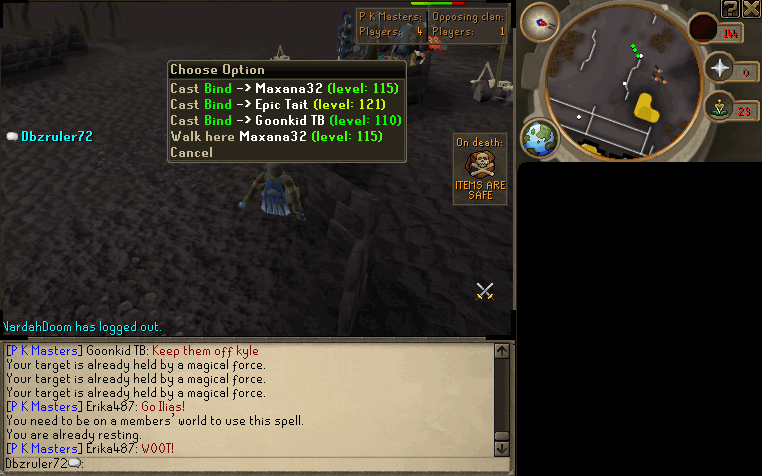 P K Masters: Opposing clan:
Players: 4 Players: 1
33
144
0
23
Choose Option
Cast Bind -> Maxana32 (level: 115)
Cast Bind -> Epic Tait (level: 121)
Cast Bind -> Goonkid TB (level: 110)
Walk here Maxana32 (level: 115)
Cancel
Dbzruler72
On death:
ITEMS ARE
SAFE
VardahDoom has logged out.
[P K Masters] Goonkid TB: Keep them off kyle
Your target is already held by a magical force.
Your target is already held by a magical force.
Your target is already held by a magical force.
[P K Masters] Erika487: Go Ilias!
You need to be on a members' world to use this spell.
You are already resting.
[P K Masters] Erika487: WOOT!
Dbzruler72: